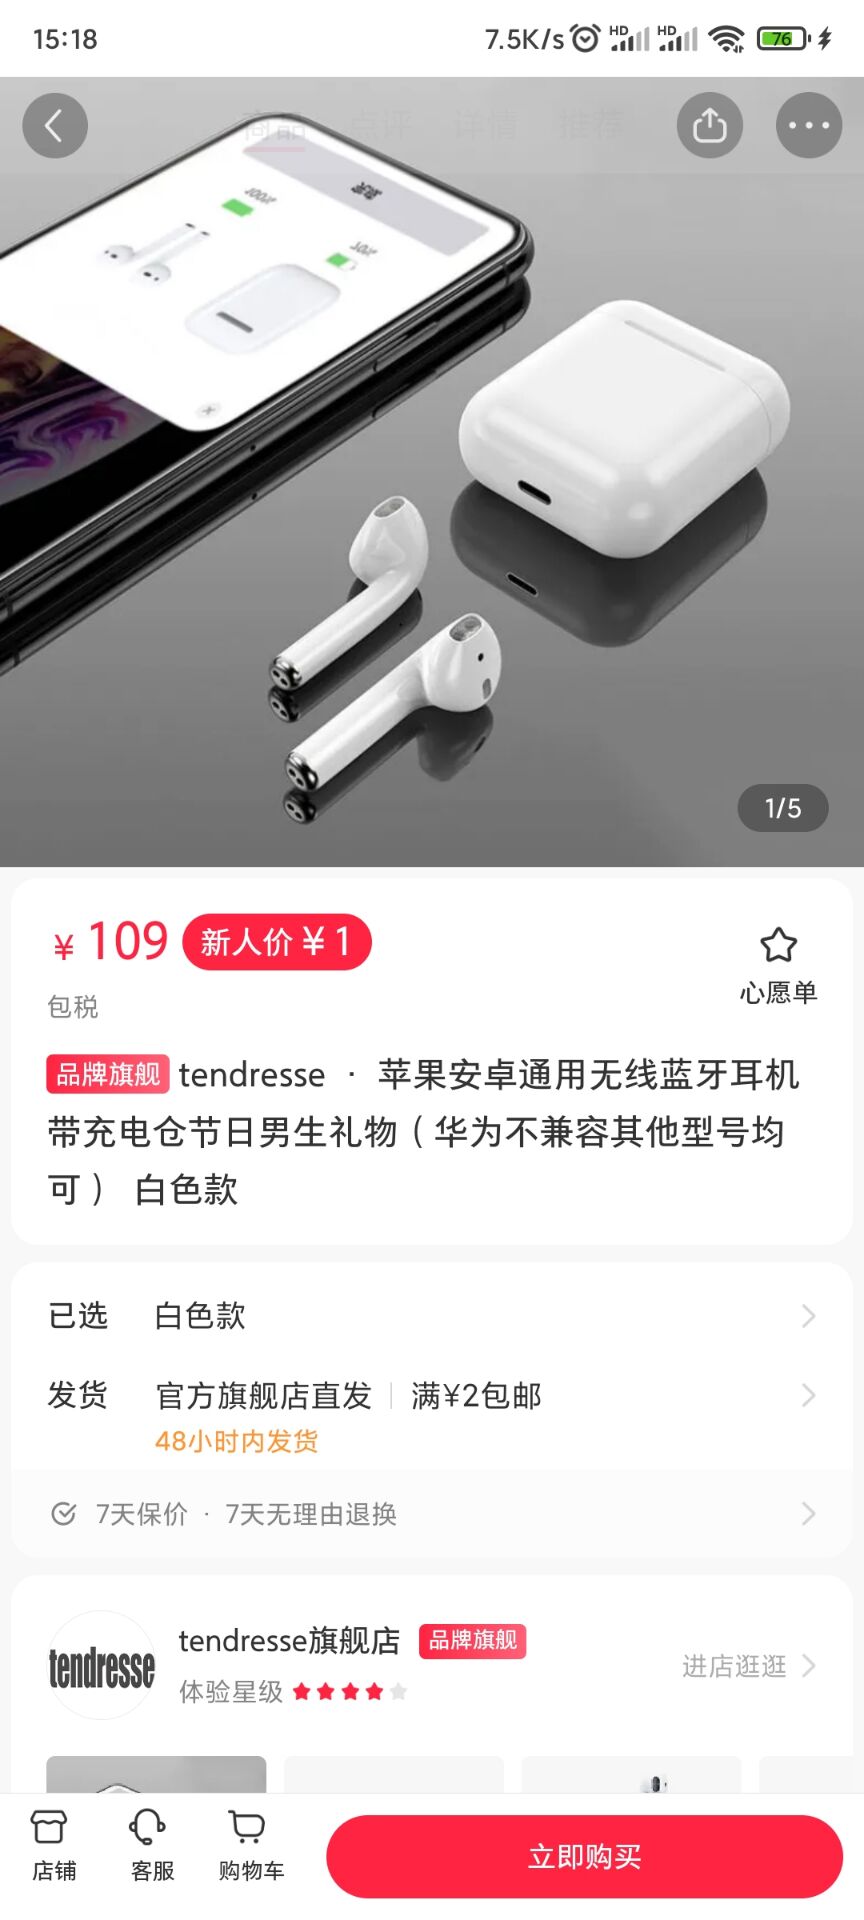 15:18
7.5K/s HD HD 76
商品 点评 详情 推荐
100%
1/5
¥ 109 新人价 ¥ 1
心愿单
包税
品牌旗舰 tendresse · 苹果安卓通用无线蓝牙耳机
带充电仓节日男生礼物（华为不兼容其他型号均
可） 白色款
已选 白色款
发货 官方旗舰店直发 满¥2包邮
48小时内发货
7天保价 · 7天无理由退换
tendresse
tendresse旗舰店 品牌旗舰
体验星级
进店逛逛
店铺 客服 购物车 立即购买